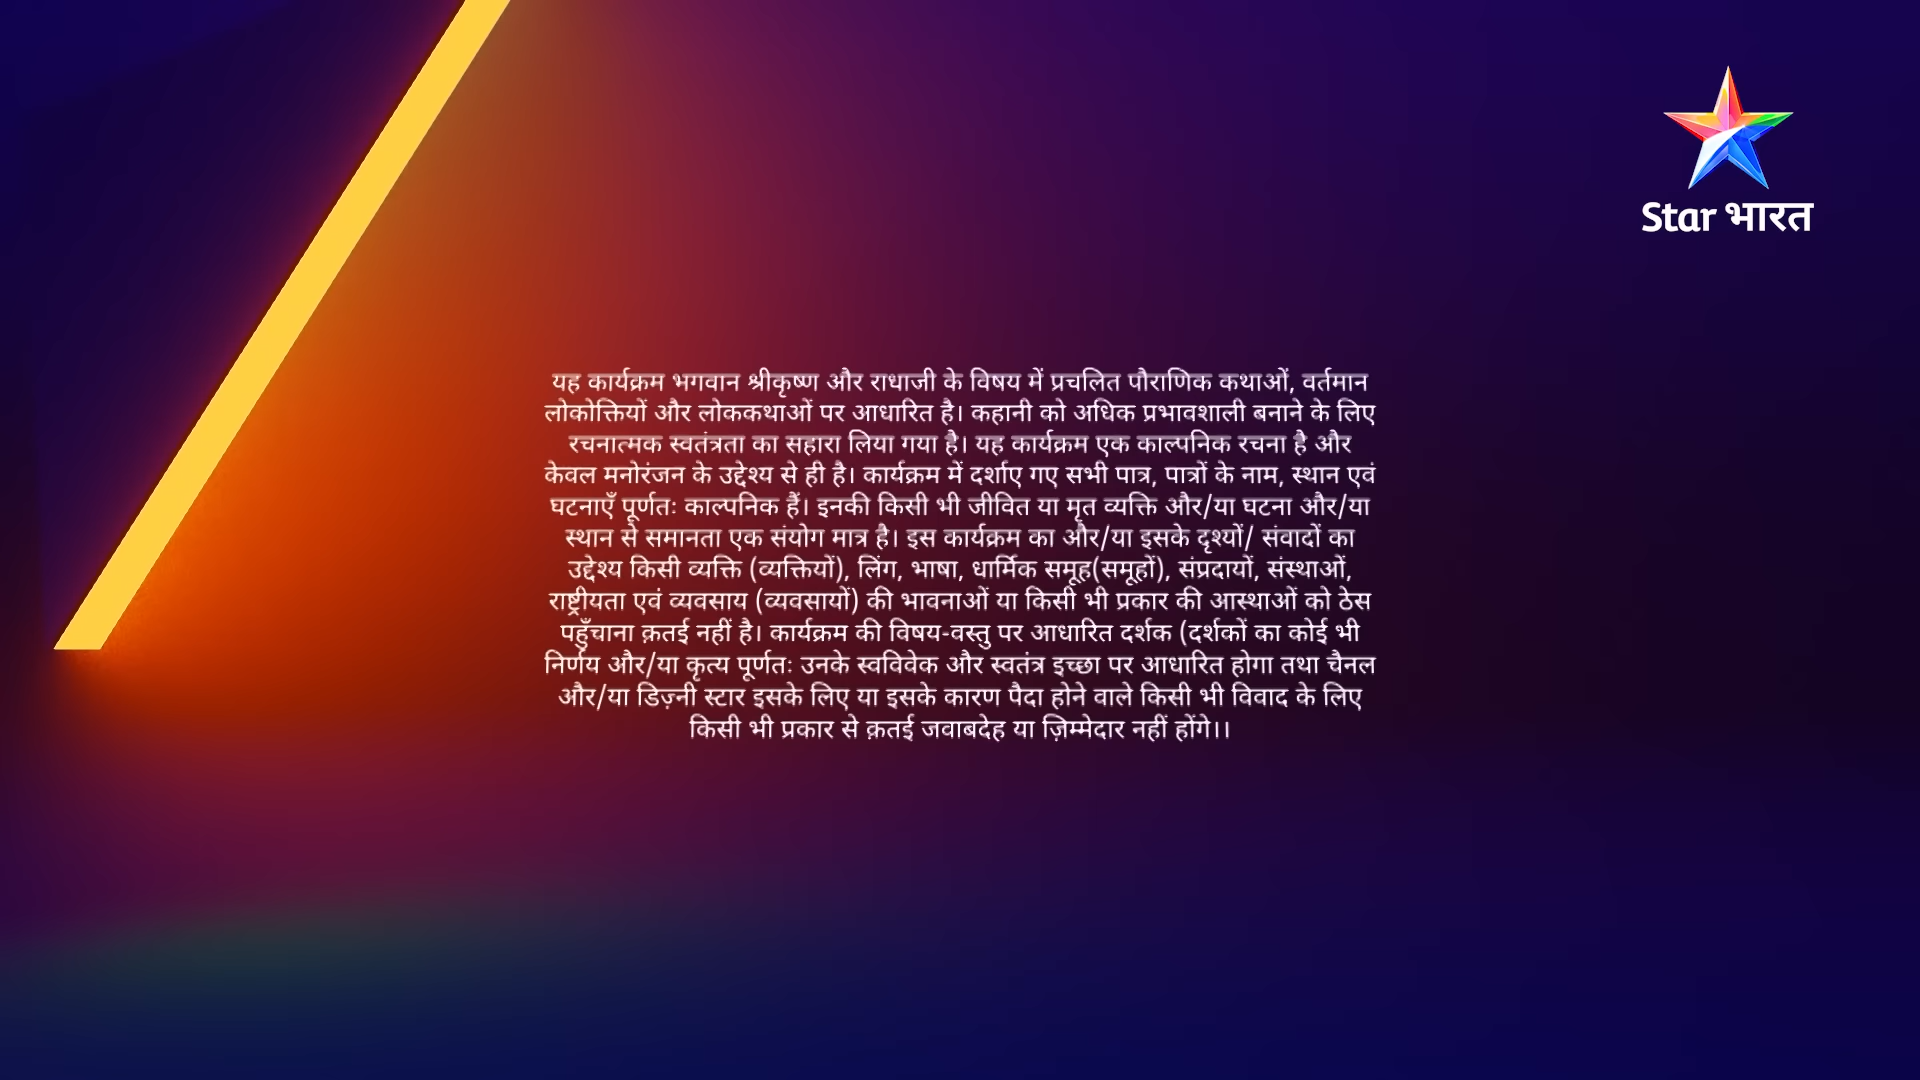 Star भारत
यह कार्यक्रम भगवान श्रीकृष्ण और राधाजी के विषय में प्रचलित पौराणिक कथाओं, वर्तमान
लोकोक्तियों और लोककथाओं पर आधारित है। कहानी को अधिक प्रभावशाली बनाने के लिए
रचनात्मक स्वतंत्रता का सहारा लिया गया है। यह कार्यक्रम एक काल्पनिक रचना है और
केवल मनोरंजन के उद्देश्य से ही है। कार्यक्रम में दर्शाए गए सभी पात्र, पात्रों के नाम, स्थान एवं
घटनाएँ पूर्णतः काल्पनिक हैं। इनकी किसी भी जीवित या मृत व्यक्ति और/या घटना और/या
स्थान से समानता एक संयोग मात्र है। इस कार्यक्रम का और/या इसके दृश्यों/ संवादों का
उद्देश्य किसी व्यक्ति (व्यक्तियों), लिंग, भाषा, धार्मिक समूह(समूहों), संप्रदायों, संस्थाओं,
राष्ट्रीयता एवं व्यवसाय (व्यवसायों) की भावनाओं या किसी भी प्रकार की आस्थाओं को ठेस
पहुँचाना क़तई नहीं है। कार्यक्रम की विषय-वस्तु पर आधारित दर्शक (दर्शकों का कोई भी
निर्णय और/या कृत्य पूर्णतः उनके स्वविवेक और स्वतंत्र इच्छा पर आधारित होगा तथा चैनल
और/या डिज़्नी स्टार इसके लिए या इसके कारण पैदा होने वाले किसी भी विवाद के लिए
किसी भी प्रकार से क़तई जवाबदेह या ज़िम्मेदार नहीं होंगे।।